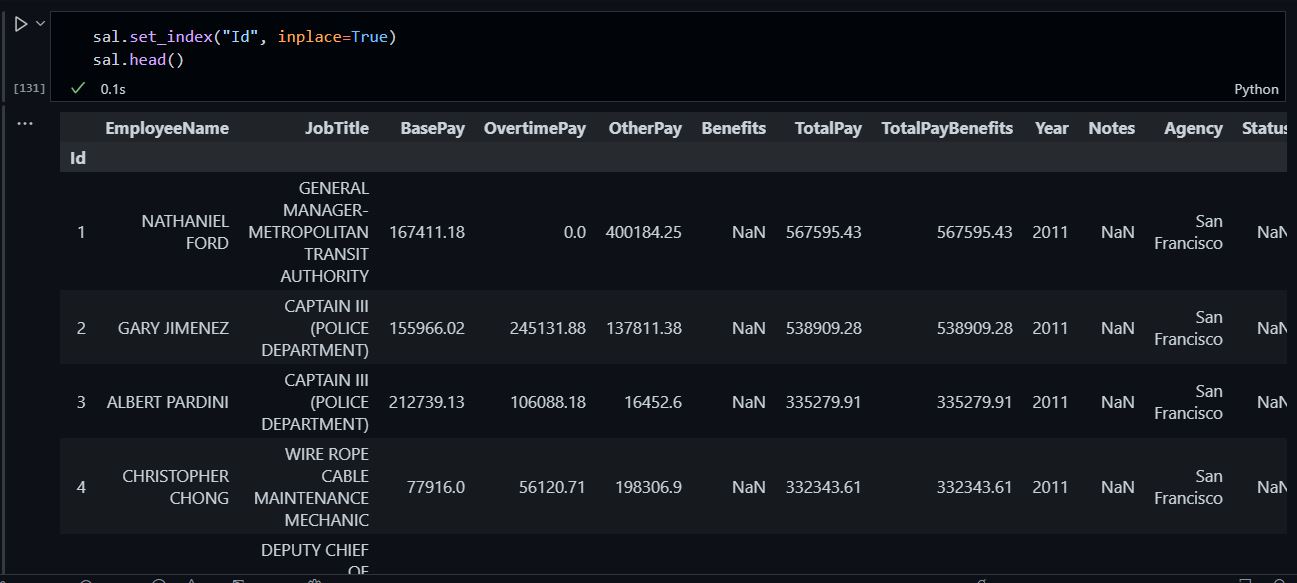 sal.set_index("Id", inplace=True)
sal.head()
[131] 0.1s Python
...
EmployeeName JobTitle BasePay OvertimePay OtherPay Benefits TotalPay TotalPayBenefits Year Notes Agency Status
Id
1 NATHANIEL FORD GENERAL MANAGER-METROPOLITAN TRANSIT AUTHORITY 167411.18 0.0 400184.25 NaN 567595.43 567595.43 2011 NaN San Francisco NaN
2 GARY JIMENEZ CAPTAIN III (POLICE DEPARTMENT) 155966.02 245131.88 137811.38 NaN 538909.28 538909.28 2011 NaN San Francisco NaN
3 ALBERT PARDINI CAPTAIN III (POLICE DEPARTMENT) 212739.13 106088.18 16452.6 NaN 335279.91 335279.91 2011 NaN San Francisco NaN
4 CHRISTOPHER CHONG WIRE ROPE CABLE MAINTENANCE MECHANIC 77916.0 56120.71 198306.9 NaN 332343.61 332343.61 2011 NaN San Francisco NaN
DEPUTY CHIEF
OF